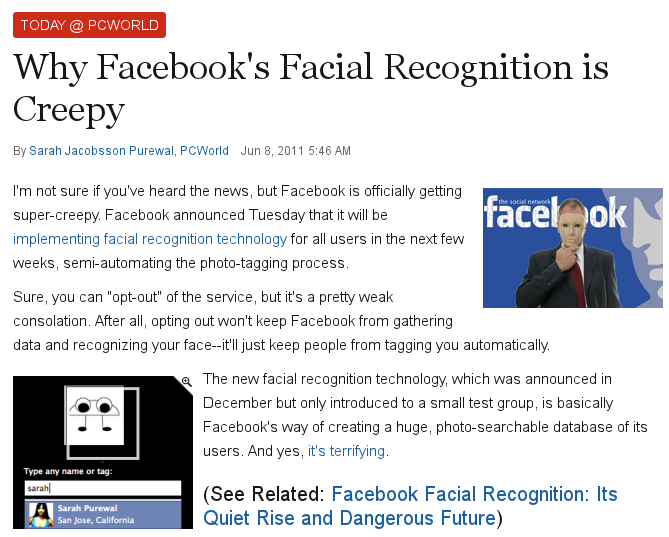 TODAY @ PCWORLD
Why Facebook's Facial Recognition is
Creepy
By Sarah Jacobsson Purewal, PCWorld Jun 8, 2011 5:46 AM
I'm not sure if you've heard the news, but Facebook is officially getting
super-creepy. Facebook announced Tuesday that it will be
implementing facial recognition technology for all users in the next few
weeks, semi-automating the photo-tagging process.
the social network
facebook
Sure, you can "opt-out" of the service, but it's a pretty weak
consolation. After all, opting out won't keep Facebook from gathering
data and recognizing your face--it'll just keep people from tagging you automatically.
Type any name or tag:
sarah
Sarah Purewal
San Jose, California
The new facial recognition technology, which was announced in
December but only introduced to a small test group, is basically
Facebook's way of creating a huge, photo-searchable database of its
users. And yes, it's terrifying.
(See Related: Facebook Facial Recognition: Its
Quiet Rise and Dangerous Future)